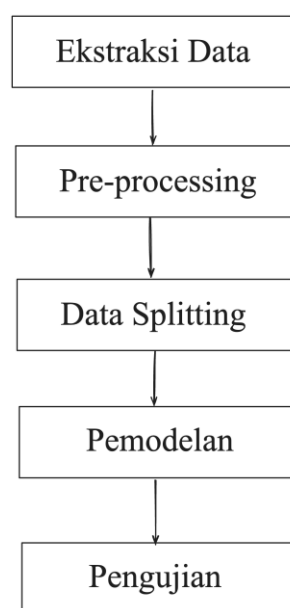 Ekstraksi Data
Pre-processing
Data Splitting
Pemodelan
Pengujian